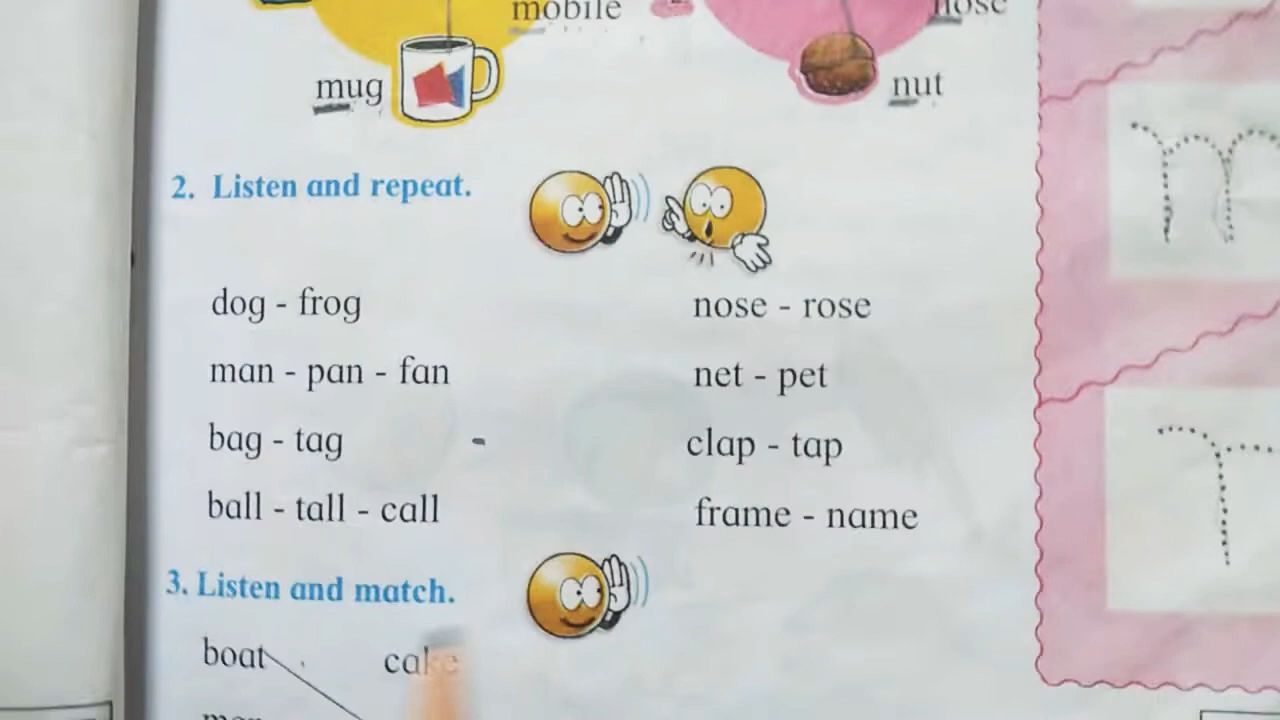 mobile
nose
mug
nut
2. Listen and repeat.
dog - frog
nose - rose
man - pan - fan
net - pet
bag - tag
clap - tap
ball - tall - call
frame - name
3. Listen and match.
boat
cake